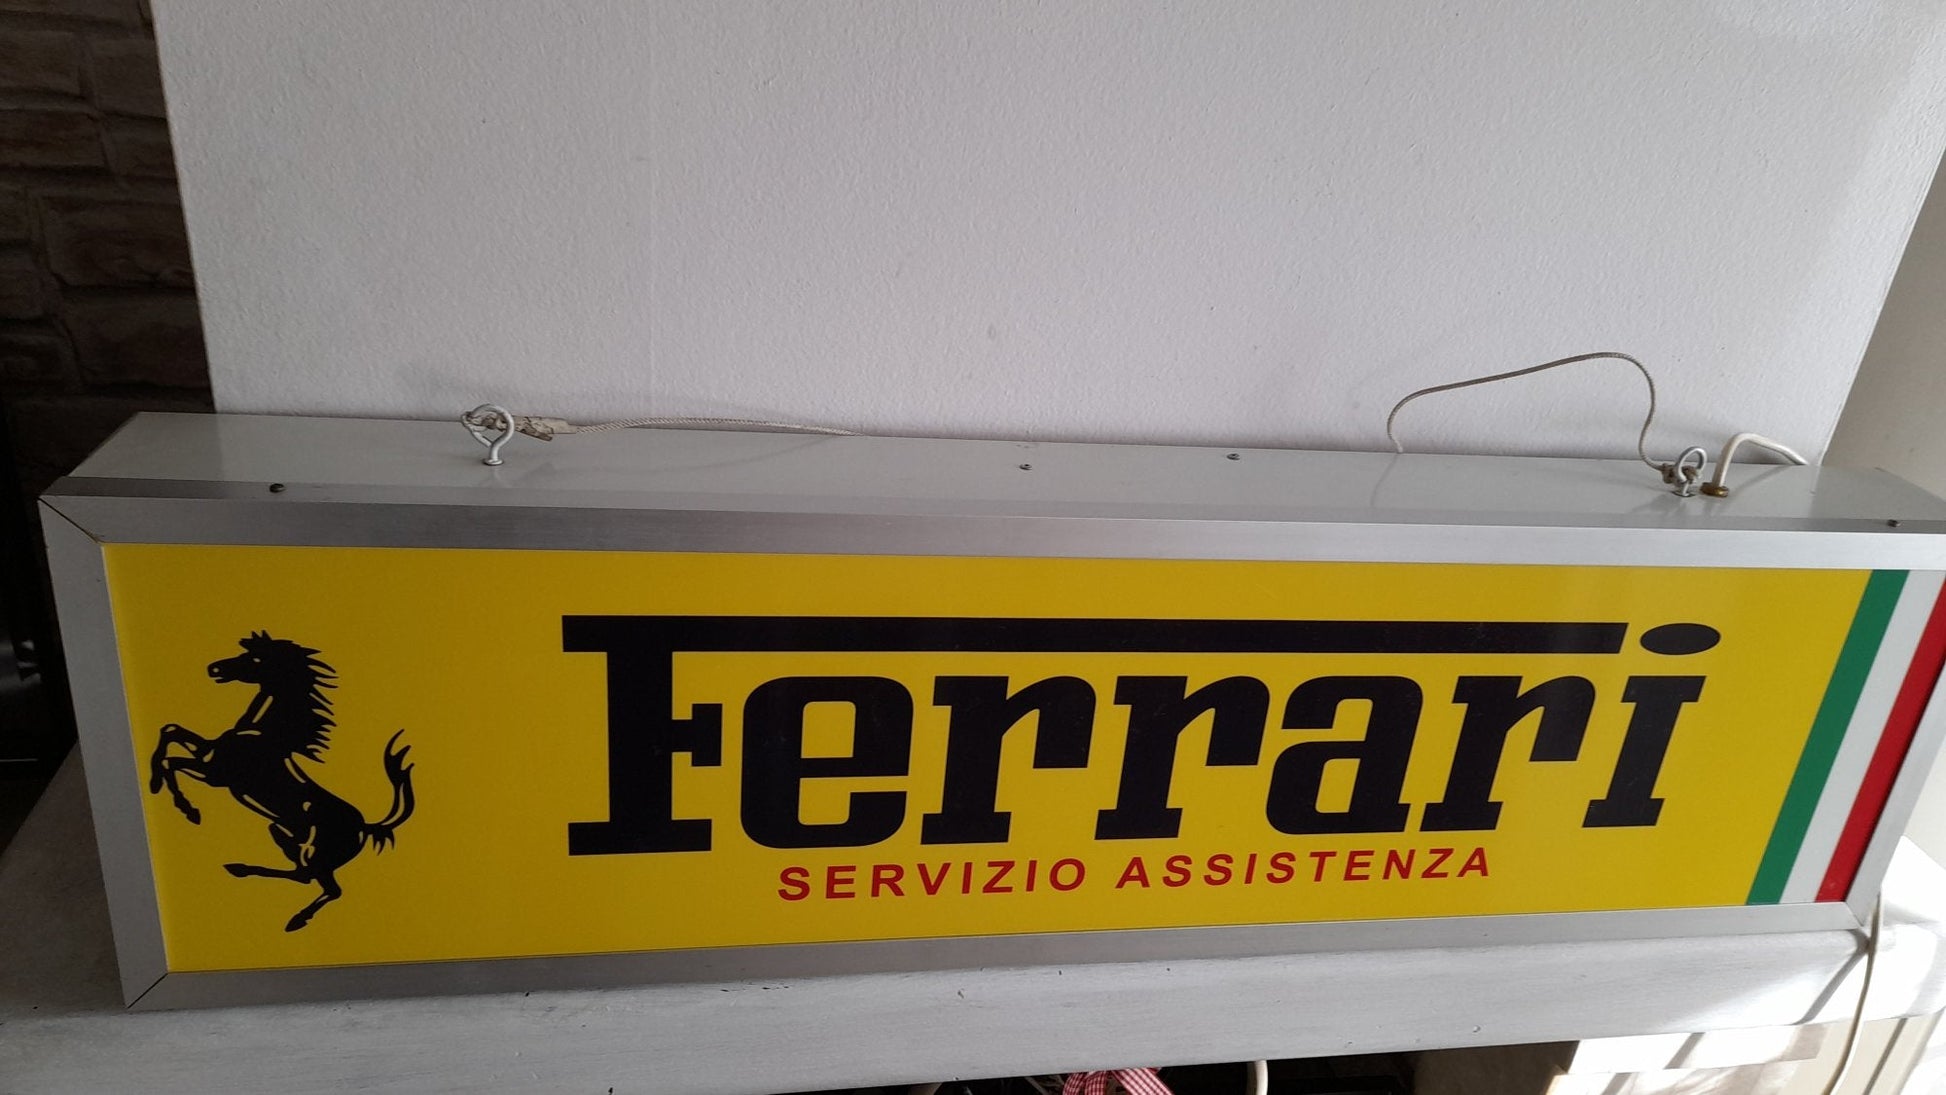 Ferrari
SERVIZIO ASSISTENZA